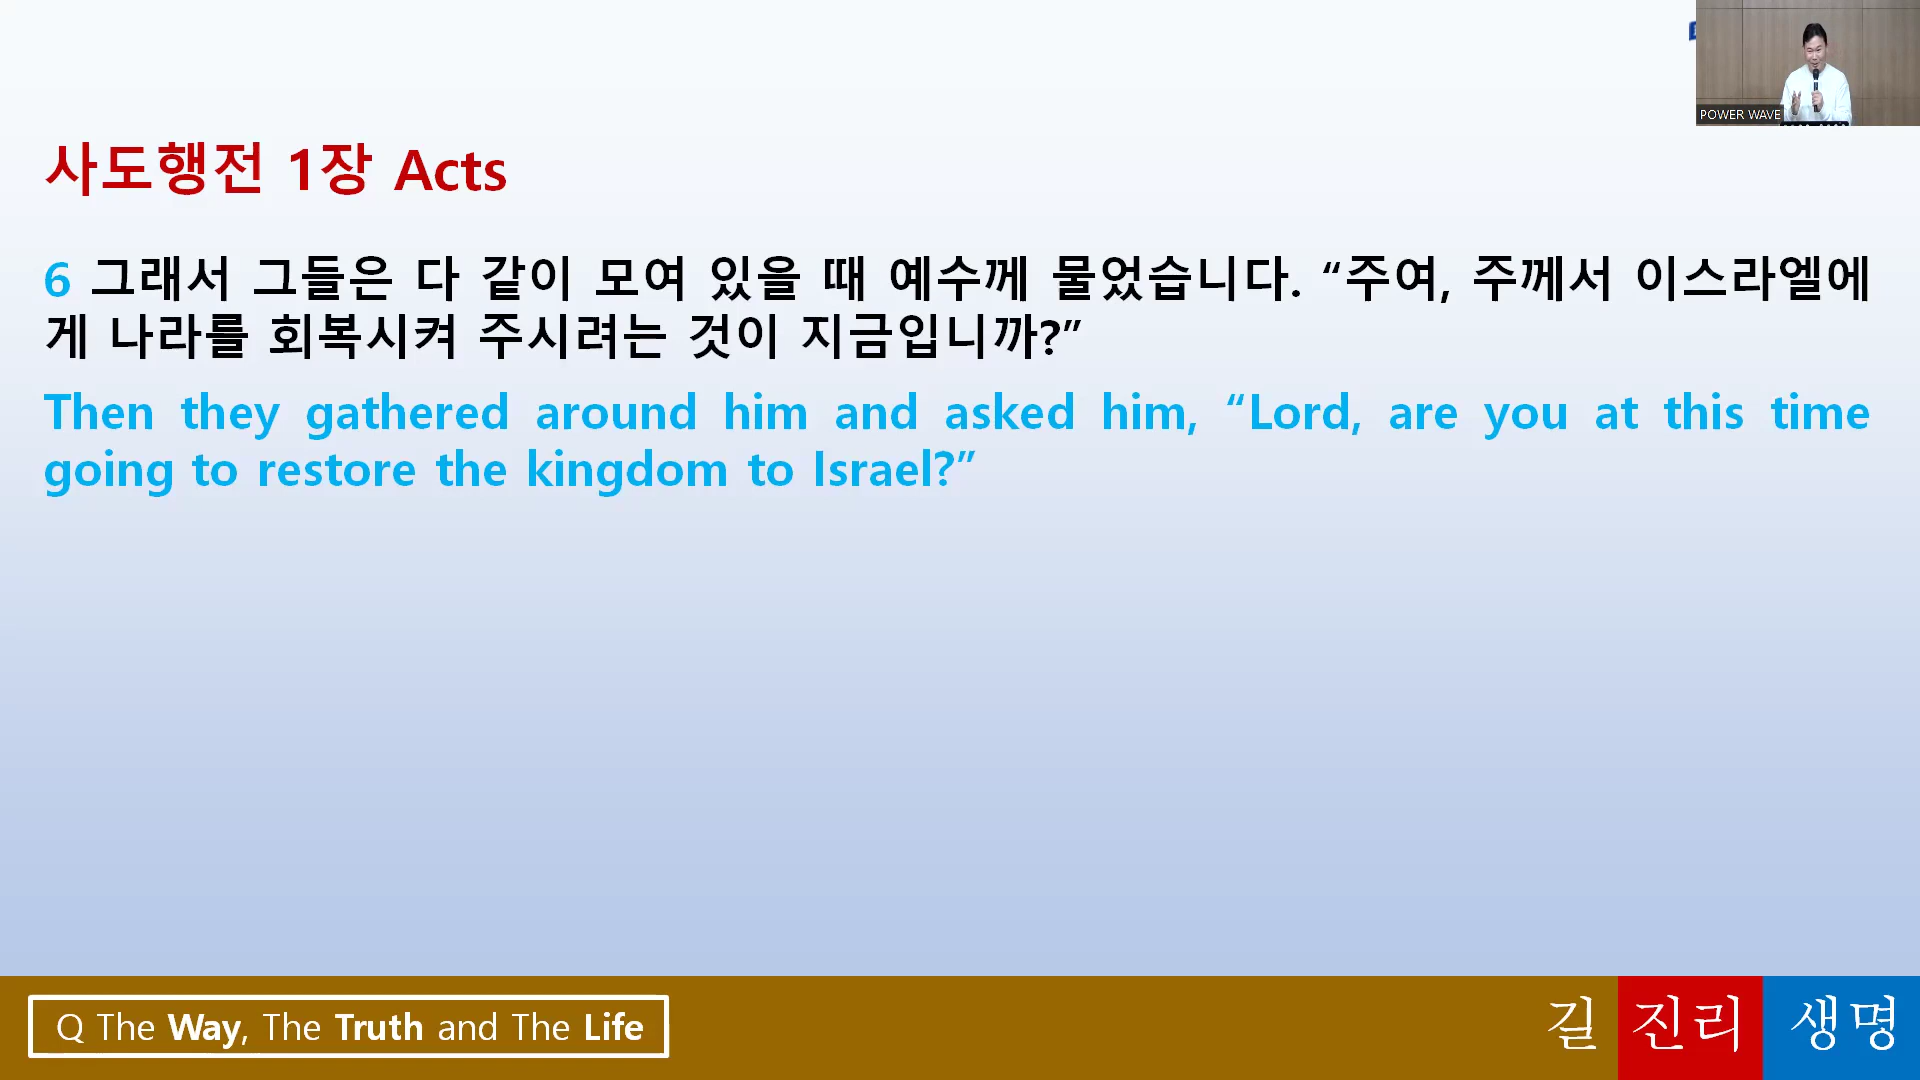 POWER WAVE
사도행전 1장 Acts
6 그래서 그들은 다 같이 모여 있을 때 예수께 물었습니다. “주여, 주께서 이스라엘에
게 나라를 회복시켜 주시려는 것이 지금입니까?”
Then they gathered around him and asked him, “Lord, are you at this time
going to restore the kingdom to Israel?”
Q The Way, The Truth and The Life
길 진리 생명